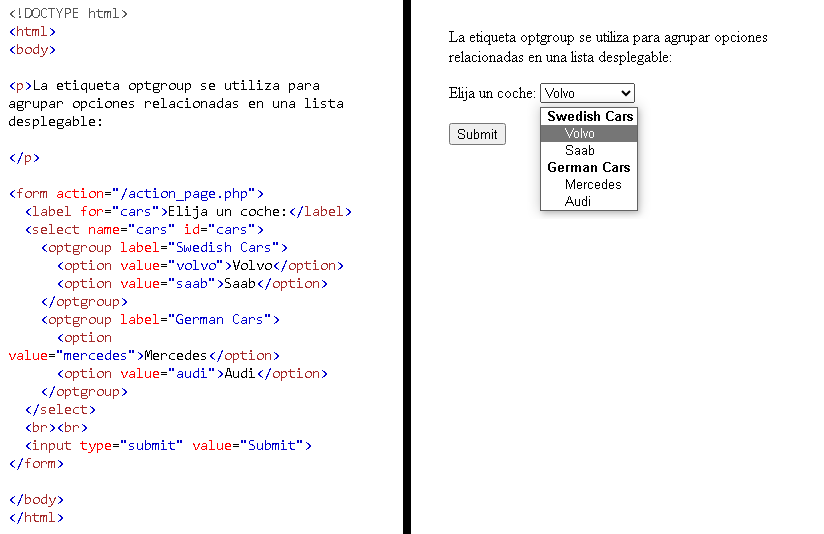 <!DOCTYPE html>
<html>
<body>
<p>La etiqueta optgroup se utiliza para
agrupar opciones relacionadas en una lista
desplegable:
</p>
<form action="/action_page.php">
<label for="cars">Elija un coche:</label>
<select name="cars" id="cars">
<optgroup label="Swedish Cars">
<option value="volvo">Volvo</option>
<option value="saab">Saab</option>
</optgroup>
<optgroup label="German Cars">
<option
value="mercedes">Mercedes</option>
<option value="audi">Audi</option>
</optgroup>
</select>
<br><br>
<input type="submit" value="Submit">
</form>
</body>
</html>
La etiqueta optgroup se utiliza para agrupar opciones
relacionadas en una lista desplegable:
Elija un coche: Volvo
Swedish Cars
Volvo
Saab
German Cars
Mercedes
Audi
Submit